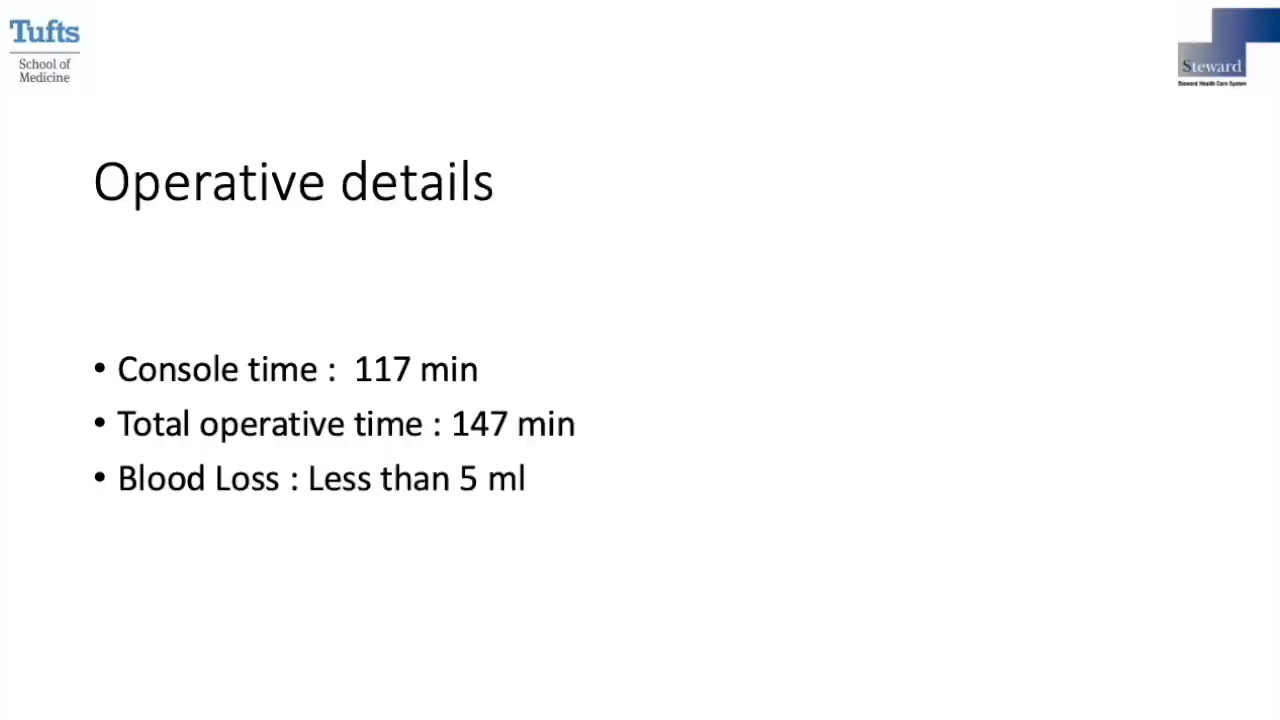 Tufts
School of
Medicine
Steward
Steward Health Care System
Operative details
• Console time :  117 min
• Total operative time : 147 min
• Blood Loss : Less than 5 ml